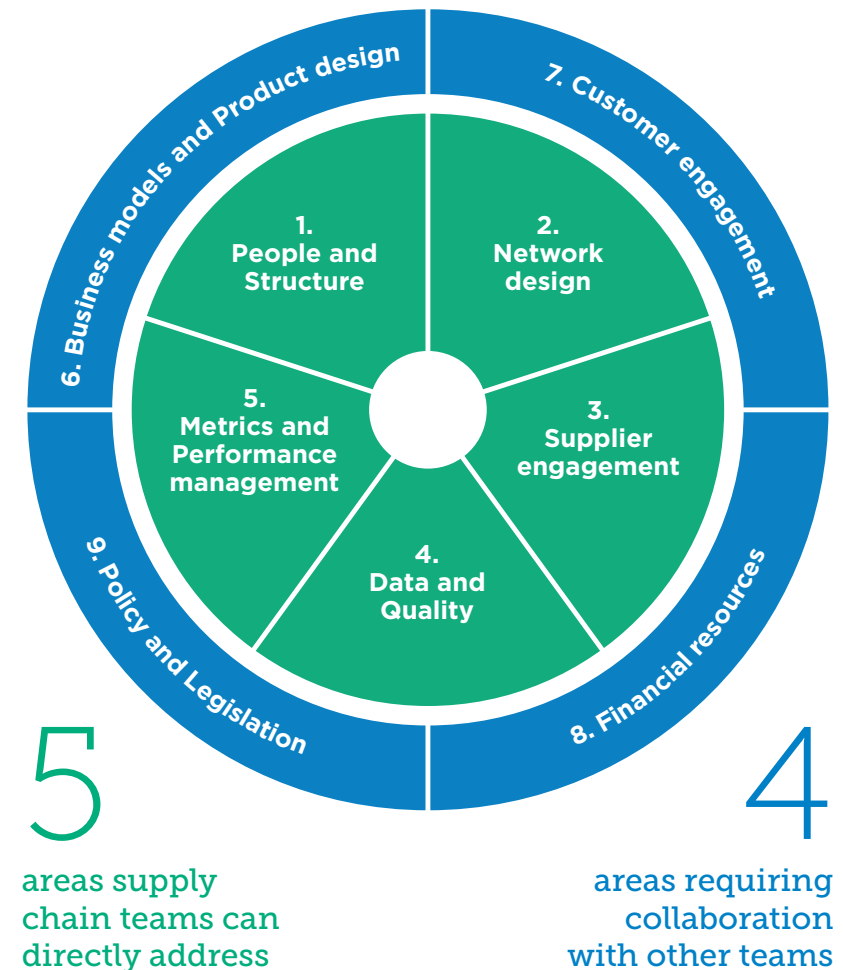 6. Business models and Product design
7. Customer engagement
1.
People and
Structure
2.
Network
design
5.
Metrics and
Performance
management
3.
Supplier
engagement
4.
Data and
Quality
9. Policy and Legislation
8. Financial resources
5
areas supply
chain teams can
directly address
4
areas requiring
collaboration
with other teams